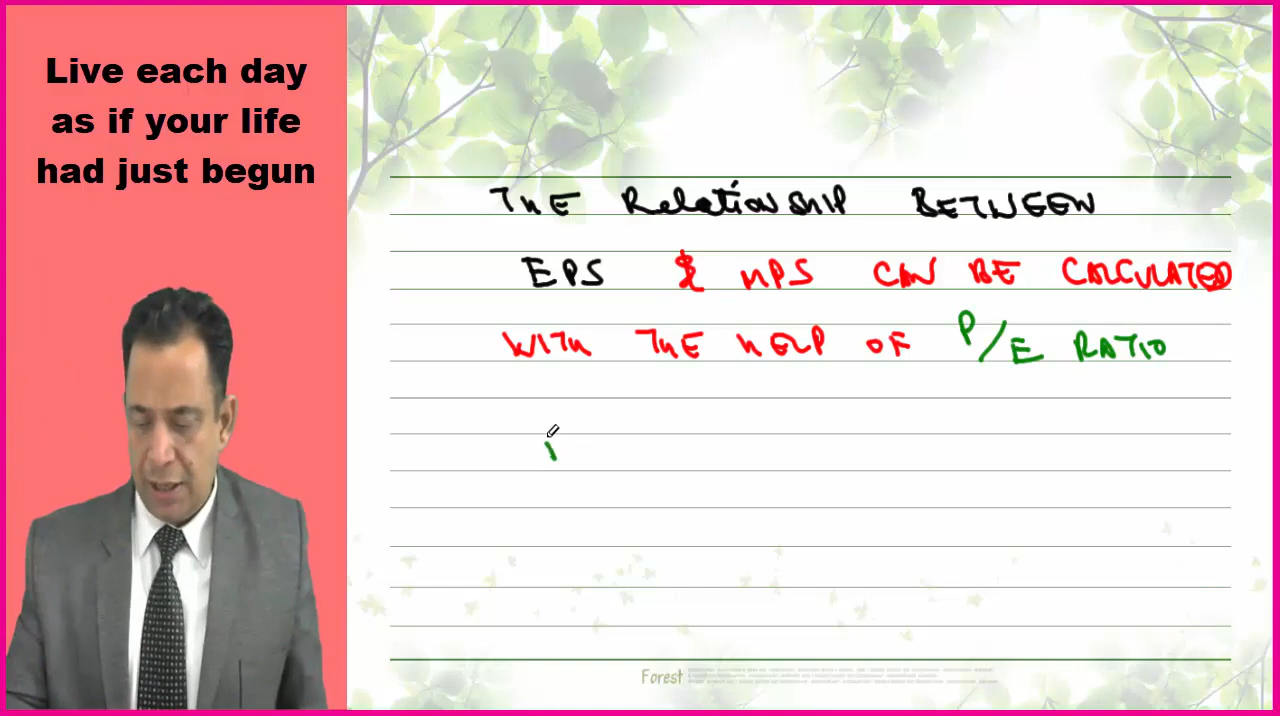 Live each day
as if your life
had just begun
THE RelatioNSHIP BETWEEN
EPS & MPS CAN BE CALCULATED
WITH THE HELP OF P/E RATIO
Forest